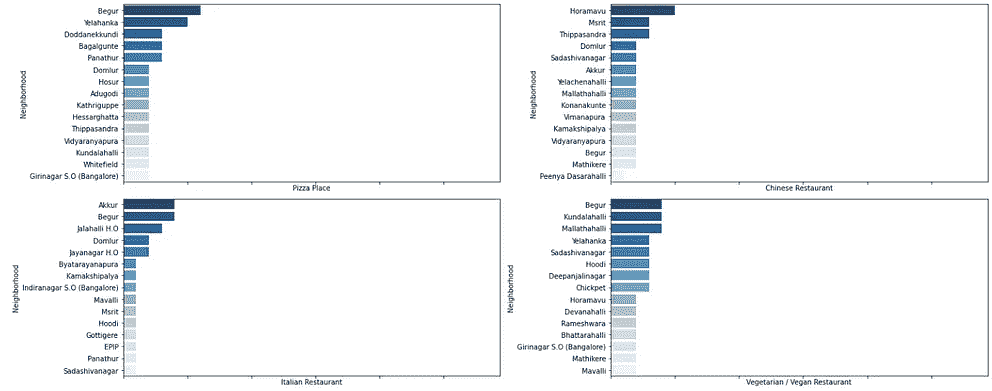 Neighborhood
Begur
Yelahanka
Doddanekkundi
Bagalgunte
Panathur
Domlur
Hosur
Adugodi
Kathriguppe
Hessarghatta
Thippasandra
Vidyaranyapura
Kundalahalli
Whitefield
Girinagar S.O (Bangalore)
Pizza Place
Neighborhood
Horamavu
Msrit
Thippasandra
Domlur
Sadashivanagar
Akkur
Yelachenahalli
Mallathahalli
Konanakunte
Vimanapura
Kamakshipalya
Vidyaranyapura
Begur
Mathikere
Peenya Dasarahalli
Chinese Restaurant
Neighborhood
Akkur
Begur
Jalahalli H.O
Domlur
Jayanagar H.O
Byatarayanapura
Kamakshipalya
Indiranagar S.O (Bangalore)
Mavalli
Msrit
Hoodi
Gottigere
EPIP
Panathur
Sadashivanagar
Italian Restaurant
Neighborhood
Begur
Kundalahalli
Mallathahalli
Yelahanka
Sadashivanagar
Hoodi
Deepanjalinagar
Chickpet
Horamavu
Devanahalli
Rameshwara
Bhattarahalli
Girinagar S.O (Bangalore)
Mathikere
Mavalli
Vegetarian / Vegan Restaurant